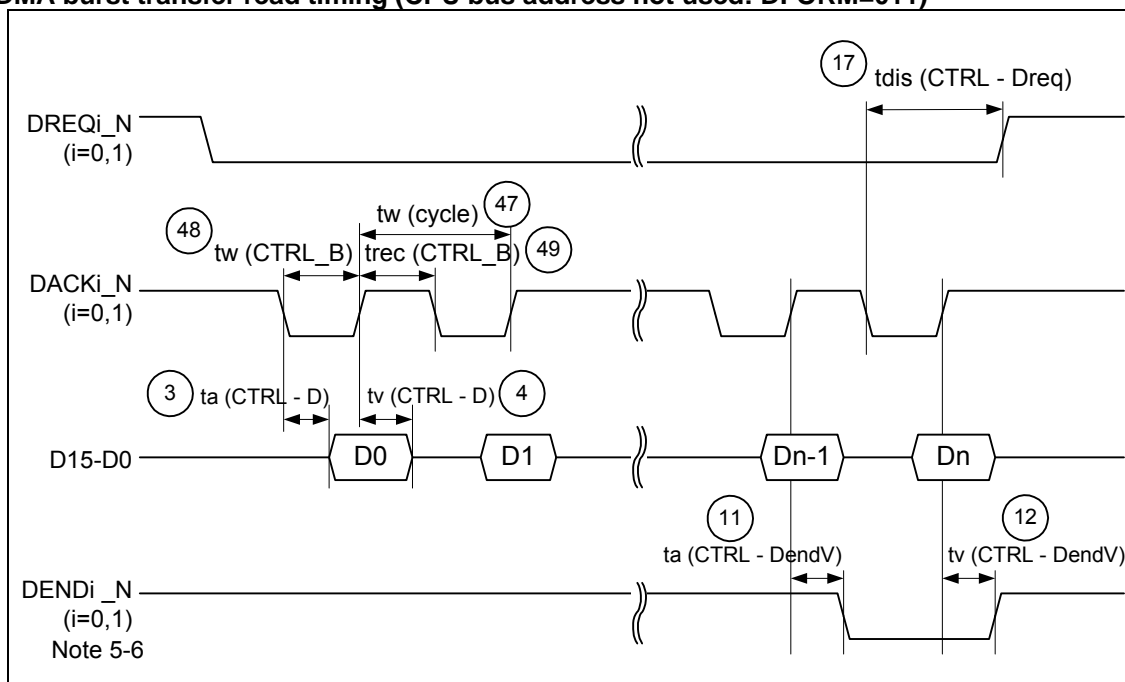 DMA burst transfer read timing (CPU bus address not used: DFORM=011)
17
tdis (CTRL - Dreq)
DREQi_N
(i=0,1)
tw (cycle) 47
48
tw (CTRL_B) trec (CTRL_B) 49
DACKi_N
(i=0,1)
3 ta (CTRL - D) tv (CTRL - D) 4
D15-D0 D0 D1 Dn-1 Dn
11 12
ta (CTRL - DendV) tv (CTRL - DendV)
DENDi _N
(i=0,1)
Note 5-6